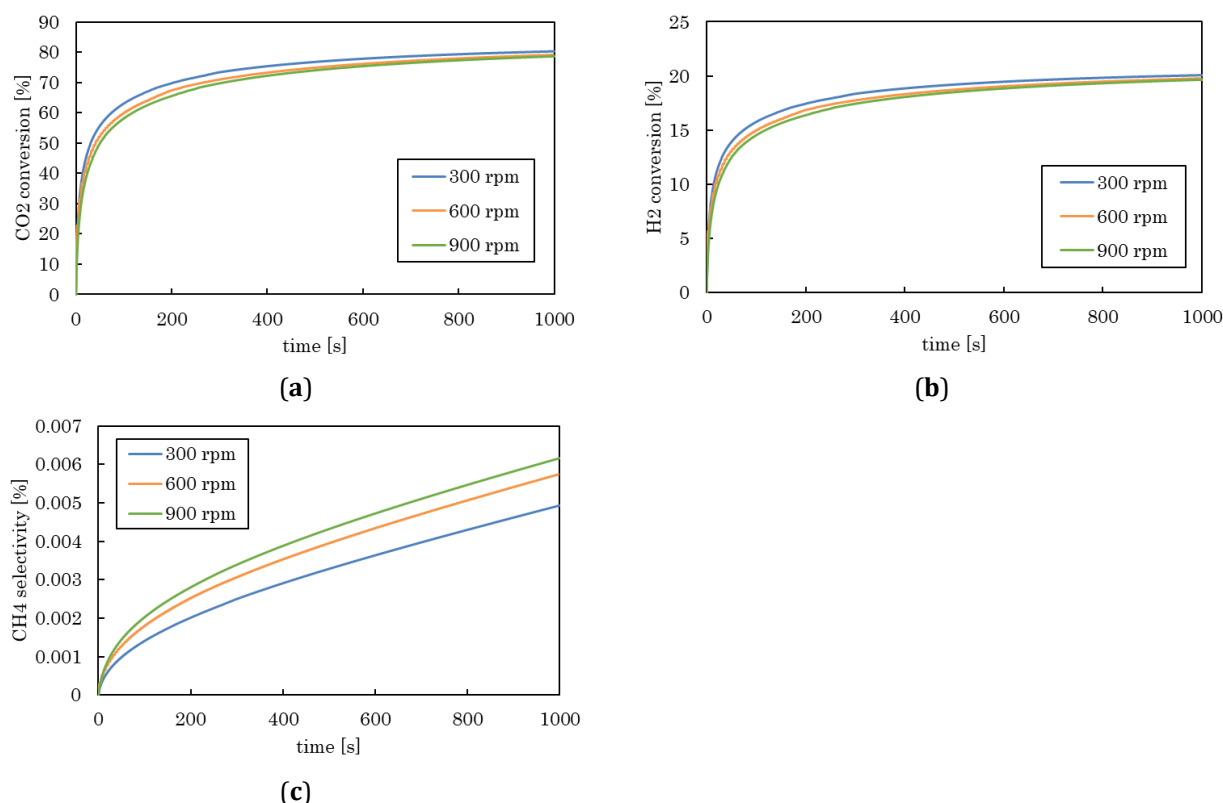 CO2 conversion [%]
90
80
70
60
50
40
30
20
10
0
300 rpm
600 rpm
900 rpm
0 200 400 600 800 1000
time [s]
(a)
H2 conversion [%]
25
20
15
10
5
0
300 rpm
600 rpm
900 rpm
0 200 400 600 800 1000
time [s]
(b)
CH4 selectivity [%]
0.007
0.006
0.005
0.004
0.003
0.002
0.001
0
300 rpm
600 rpm
900 rpm
0 200 400 600 800 1000
time [s]
(c)